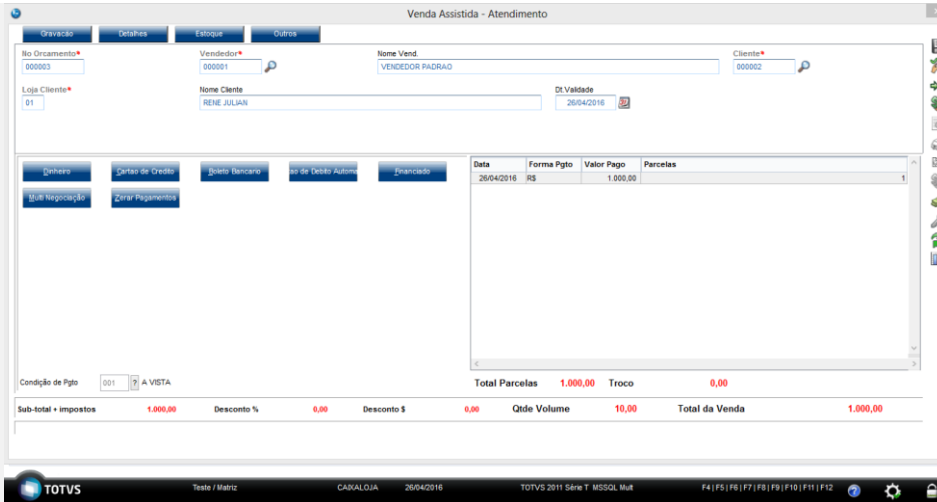 Venda Assistida - Atendimento
Gravacão Detalhes Estoque Outros
No Orcamento* Vendedor* Nome Vend. Cliente*
000003 000001 VENDEDOR PADRAO 000002
Loja Cliente* Nome Cliente Dt.Validade
01 RENE JULIAN 26/04/2016
Dinheiro Cartao de Credito Boleto Bancario ao de Debito Automa Financiado
Multi Negociação Zerar Pagamentos
Data Forma Pgto Valor Pago Parcelas
26/04/2016 R$ 1.000,00 1
Condição de Pgto 001 ? A VISTA
Total Parcelas 1.000,00 Troco 0,00
Sub-total + impostos 1.000,00 Desconto % 0,00 Desconto $ 0,00 Qtde Volume 10,00 Total da Venda 1.000,00
TOTVS Teste / Matriz CAIXALOJA 26/04/2016 TOTVS 2011 Série T MSSQL Mult F4 | F5 | F6 | F7 | F8 | F9 | F10 | F11 | F12 ?